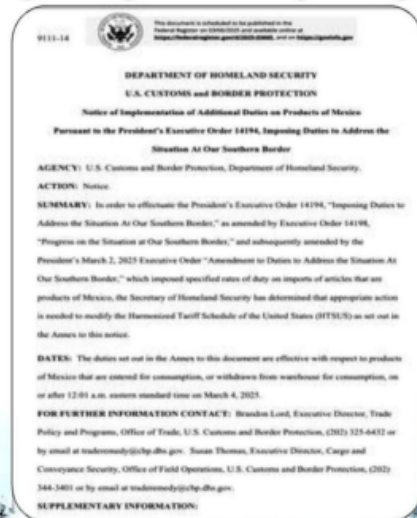 9111-14
This document is scheduled to be published in the
Federal Register on 03/06/2025 and available online at
and on https://govinfo.gov
DEPARTMENT OF HOMELAND SECURITY
U.S. CUSTOMS and BORDER PROTECTION
Notice of Implementation of Additional Duties on Products of Mexico
Pursuant to the President's Executive Order 14194, Imposing Duties to Address the
Situation At Our Southern Border
AGENCY: U.S. Customs and Border Protection, Department of Homeland Security.
ACTION: Notice.
SUMMARY: In order to effectuate the President's Executive Order 14194, "Imposing Duties to
Address the Situation At Our Southern Border," as amended by Executive Order 14198,
"Progress on the Situation at Our Southern Border," and subsequently amended by the
President's March 2, 2025 Executive Order "Amendment to Duties to Address the Situation At
Our Southern Border," which imposed specified rates of duty on imports of articles that are
products of Mexico, the Secretary of Homeland Security has determined that appropriate action
is needed to modify the Harmonized Tariff Schedule of the United States (HTSUS) as set out in
the Annex to this notice.
DATES: The duties set out in the Annex to this document are effective with respect to products
of Mexico that are entered for consumption, or withdrawn from warehouse for consumption, on
or after 12:01 a.m. eastern standard time on March 4, 2025.
FOR FURTHER INFORMATION CONTACT: Brandon Lord, Executive Director, Trade
Policy and Programs, Office of Trade, U.S. Customs and Border Protection, (202) 325-6432 or
by email at traderemedy@cbp.dhs.gov. Susan Thomas, Executive Director, Cargo and
Conveyance Security, Office of Field Operations, U.S. Customs and Border Protection, (202)
344-3401 or by email at traderemedy@cbp.dhs.gov.
SUPPLEMENTARY INFORMATION: